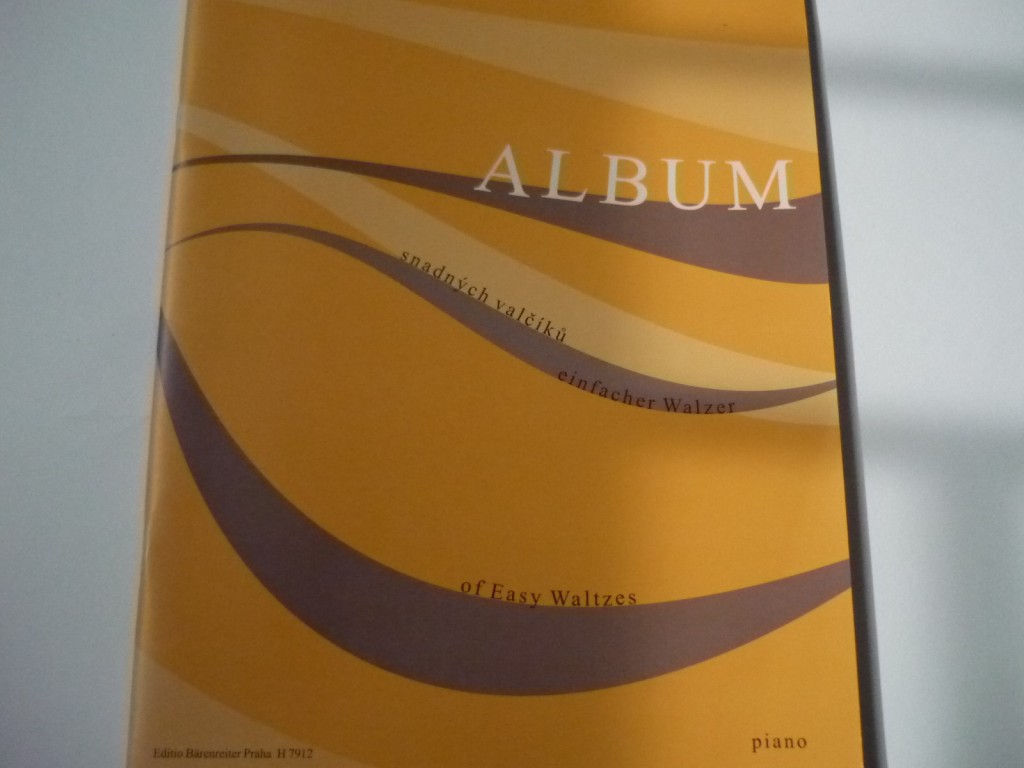 ALBUM
snadných valčíků
einfacher Walzer
of Easy Waltzes
piano
Editio Bärenreiter Praha H 7912